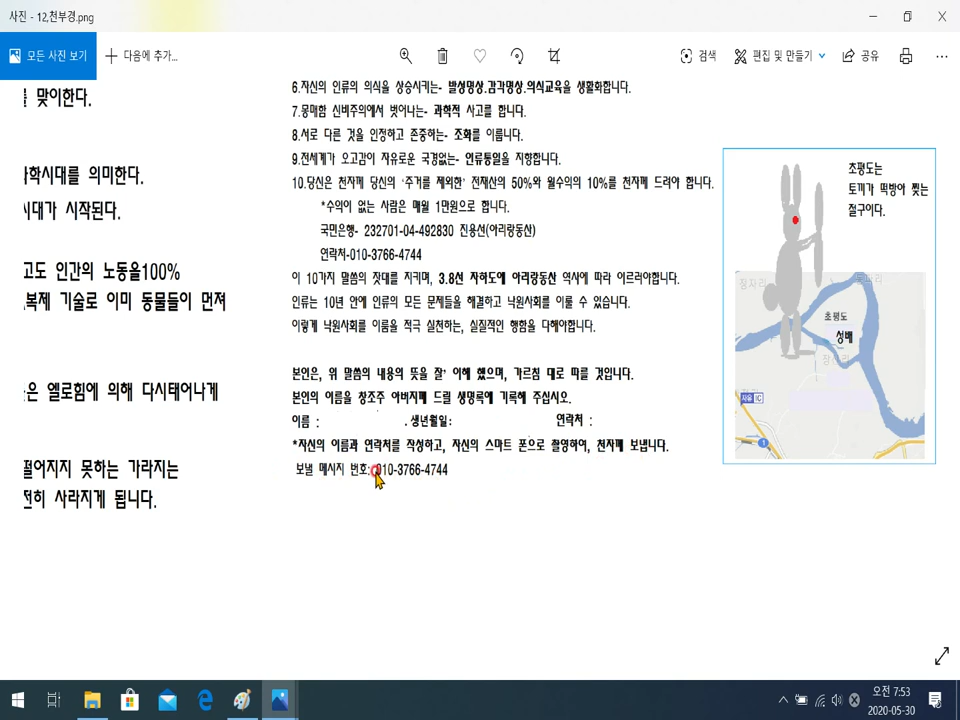 사진 - 12,천부경.png
모든 사진 보기
다음에 추가...
검색
편집 및 만들기
공유
맞이한다.
학시대를 의미한다.
시대가 시작된다.
고도 인간의 노동을100%
복제 기술로 이미 동물들이 먼저
은 엘로힘에 의해 다시태어나게
떨어지지 못하는 가라지는
전히 사라지게 됩니다.
6.자신의 인류의 의식을 상승시키는- 발성명상.감각명상.의식교육을 생활화합니다.
7.몽매함 신비주의에서 벗어나는- 과학적 사고를 합니다.
8.서로 다른 것을 인정하고 존중하는- 조화를 이룹니다.
9.전세계가 오고감이 자유로운 국경없는- 인류통일을 지향합니다.
10.당신은 천자께 당신의 '주거를 제외한' 전재산의 50%와 월수익의 10%를 천자께 드려야 합니다.
*수익이 없는 사람은 매월 1만원으로 합니다.
국민은행- 232701-04-492830 진용선(아리랑동산)
연락처-010-3766-4744
이 10가지 말씀의 잣대를 지키며, 3.8선 자하도에 아리랑동산 역사에 따라 이르러야합니다.
인류는 10년 안에 인류의 모든 문제들을 해결하고 낙원사회를 이룰 수 있습니다.
이렇게 낙원사회를 이룸을 적극 실천하는, 실질적인 행함을 다해야합니다.
본인은, 위 말씀의 내용의 뜻을 잘' 이해 했으며, 가르침 대로 따를 것입니다.
본인의 이름을 창조주 아버지께 드릴 생명록에 기록해 주십시오.
이름 : . 생년월일: 연락처 :
*자신의 이름과 연락처를 작성하고, 자신의 스마트 폰으로 촬영하여, 천자께 보냅니다.
보낼 메시지 번호: 010-3766-4744
초평도는
토끼가 떡방아 찧는
절구이다.
초평도
성배
자유 IC
1
오전 7:53
2020-05-30